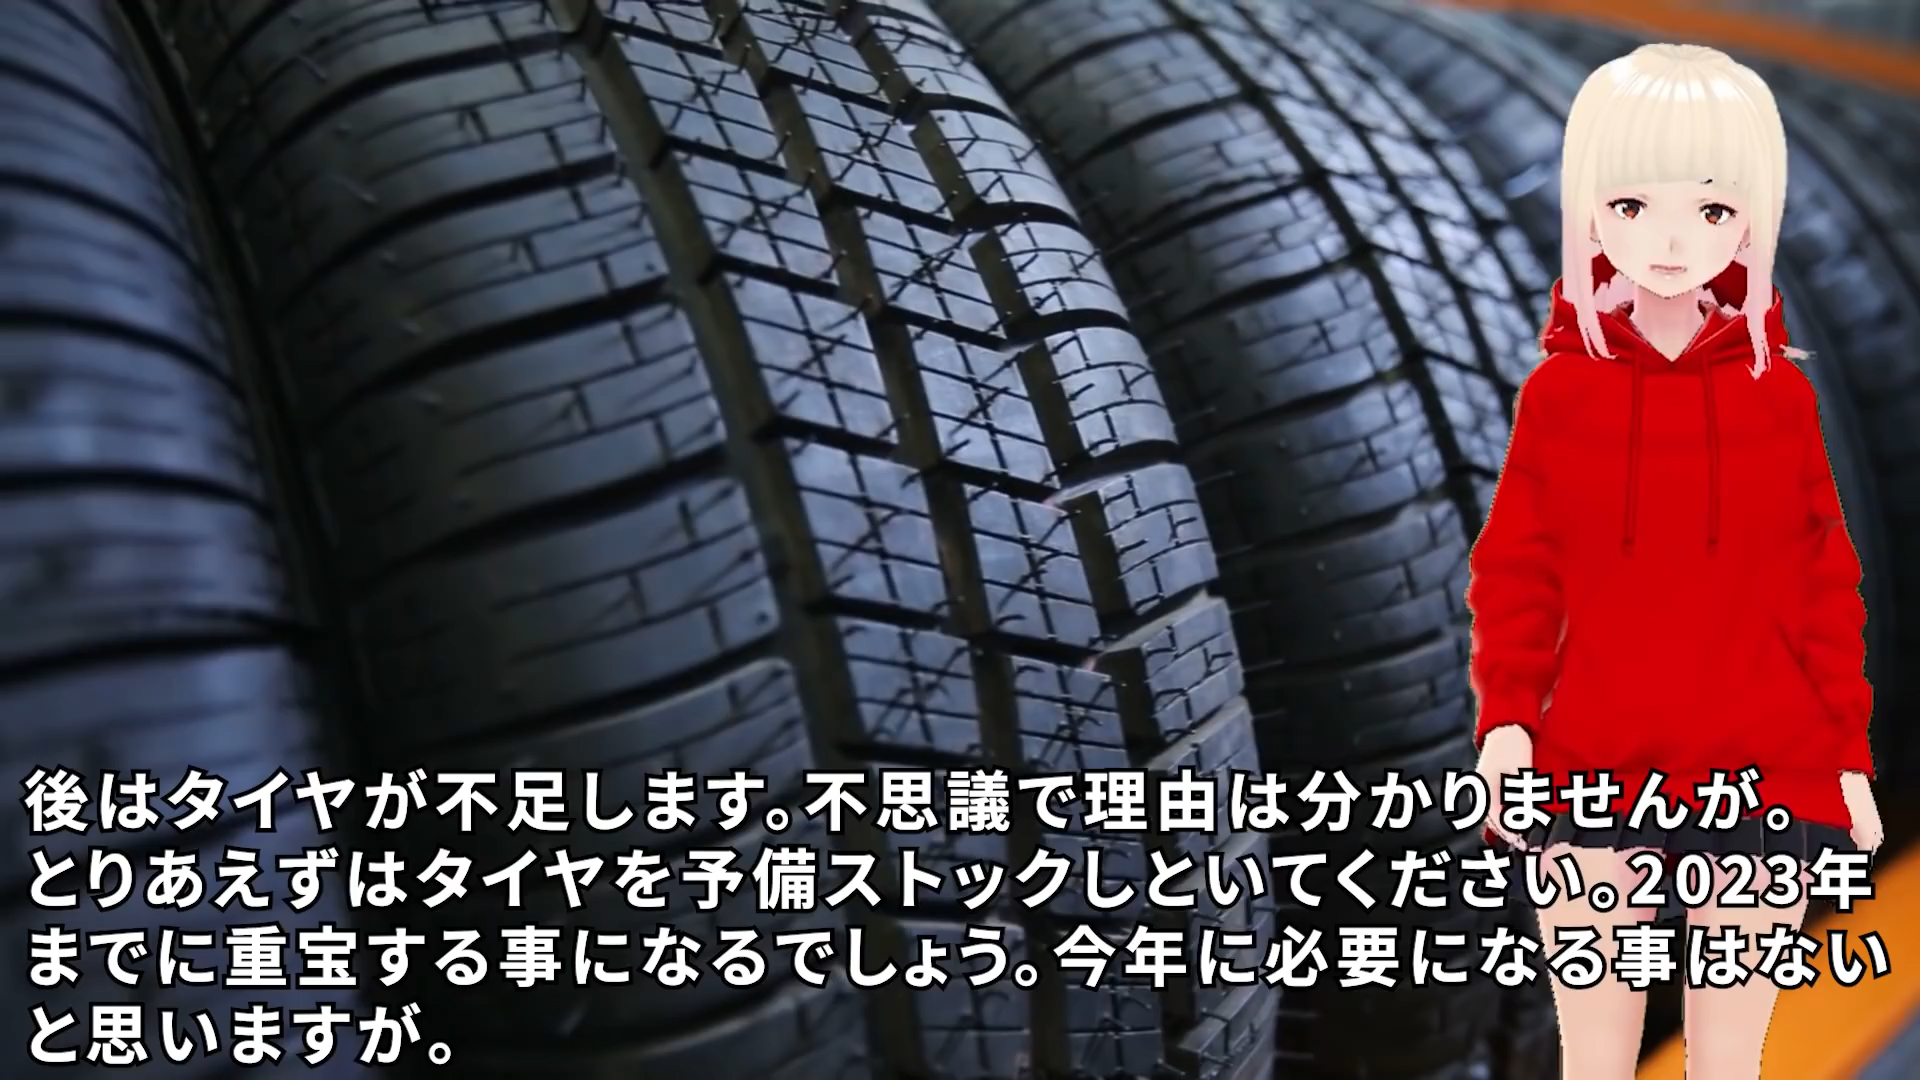 後はタイヤが不足します。不思議で理由は分かりませんが。
とりあえずはタイヤを予備ストックしといてください。2023年
までに重宝する事になるでしょう。今年に必要になる事はない
と思いますが。